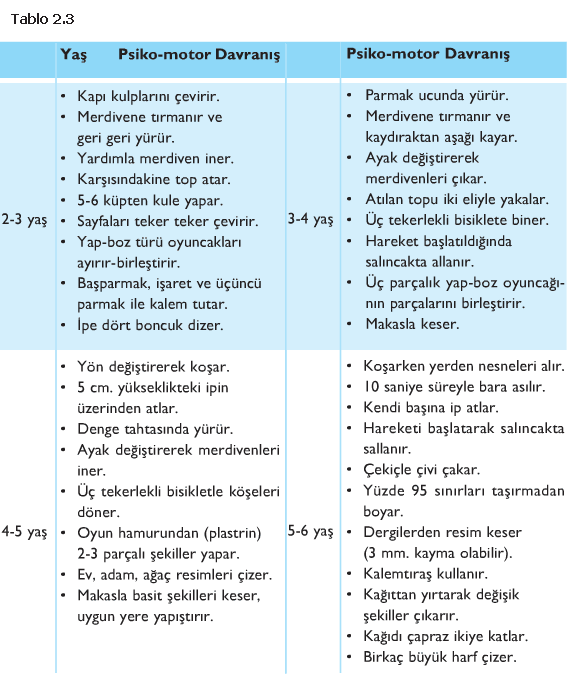 Tablo 2.3
Yaş Psiko-motor Davranış
Psiko-motor Davranış
2-3 yaş
• Kapı kulplarını çevirir.
• Merdivene tırmanır ve
geri geri yürür.
• Yardımla merdiven iner.
• Karşısındakine top atar.
• 5-6 küpten kule yapar.
• Sayfaları teker teker çevirir.
• Yap-boz türü oyuncakları
ayırır-birleştirir.
• Başparmak, işaret ve üçüncü
parmak ile kalem tutar.
• İpe dört boncuk dizer.
3-4 yaş
• Parmak ucunda yürür.
• Merdivene tırmanır ve
kaydıraktan aşağı kayar.
• Ayak değiştirerek
merdivenleri çıkar.
• Atılan topu iki eliyle yakalar.
• Üç tekerlekli bisiklete biner.
• Hareket başlatıldığında
salıncakta allanır.
• Üç parçalık yap-boz oyuncağı-
nın parçalarını birleştirir.
• Makasla keser.
4-5 yaş
• Yön değiştirerek koşar.
• 5 cm. yükseklikteki ipin
üzerinden atlar.
• Denge tahtasında yürür.
• Ayak değiştirerek merdivenleri
iner.
• Üç tekerlekli bisikletle köşeleri
döner.
• Oyun hamurundan (plastrin)
2-3 parçalı şekiller yapar.
• Ev, adam, ağaç resimleri çizer.
• Makasla basit şekilleri keser,
uygun yere yapıştırır.
5-6 yaş
• Koşarken yerden nesneleri alır.
• 10 saniye süreyle bara asılır.
• Kendi başına ip atlar.
• Hareketi başlatarak salıncakta
sallanır.
• Çekiçle çivi çakar.
• Yüzde 95 sınırları taşırmadan
boyar.
• Dergilerden resim keser
(3 mm. kayma olabilir).
• Kalemtıraş kullanır.
• Kağıttan yırtarak değişik
şekiller çıkarır.
• Kağıdı çapraz ikiye katlar.
• Birkaç büyük harf çizer.